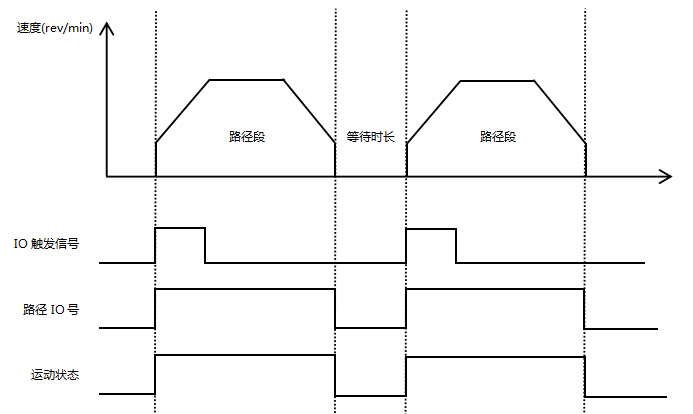 速度(rev/min)
路径段
等待时长
路径段
IO 触发信号
路径 IO 号
运动状态